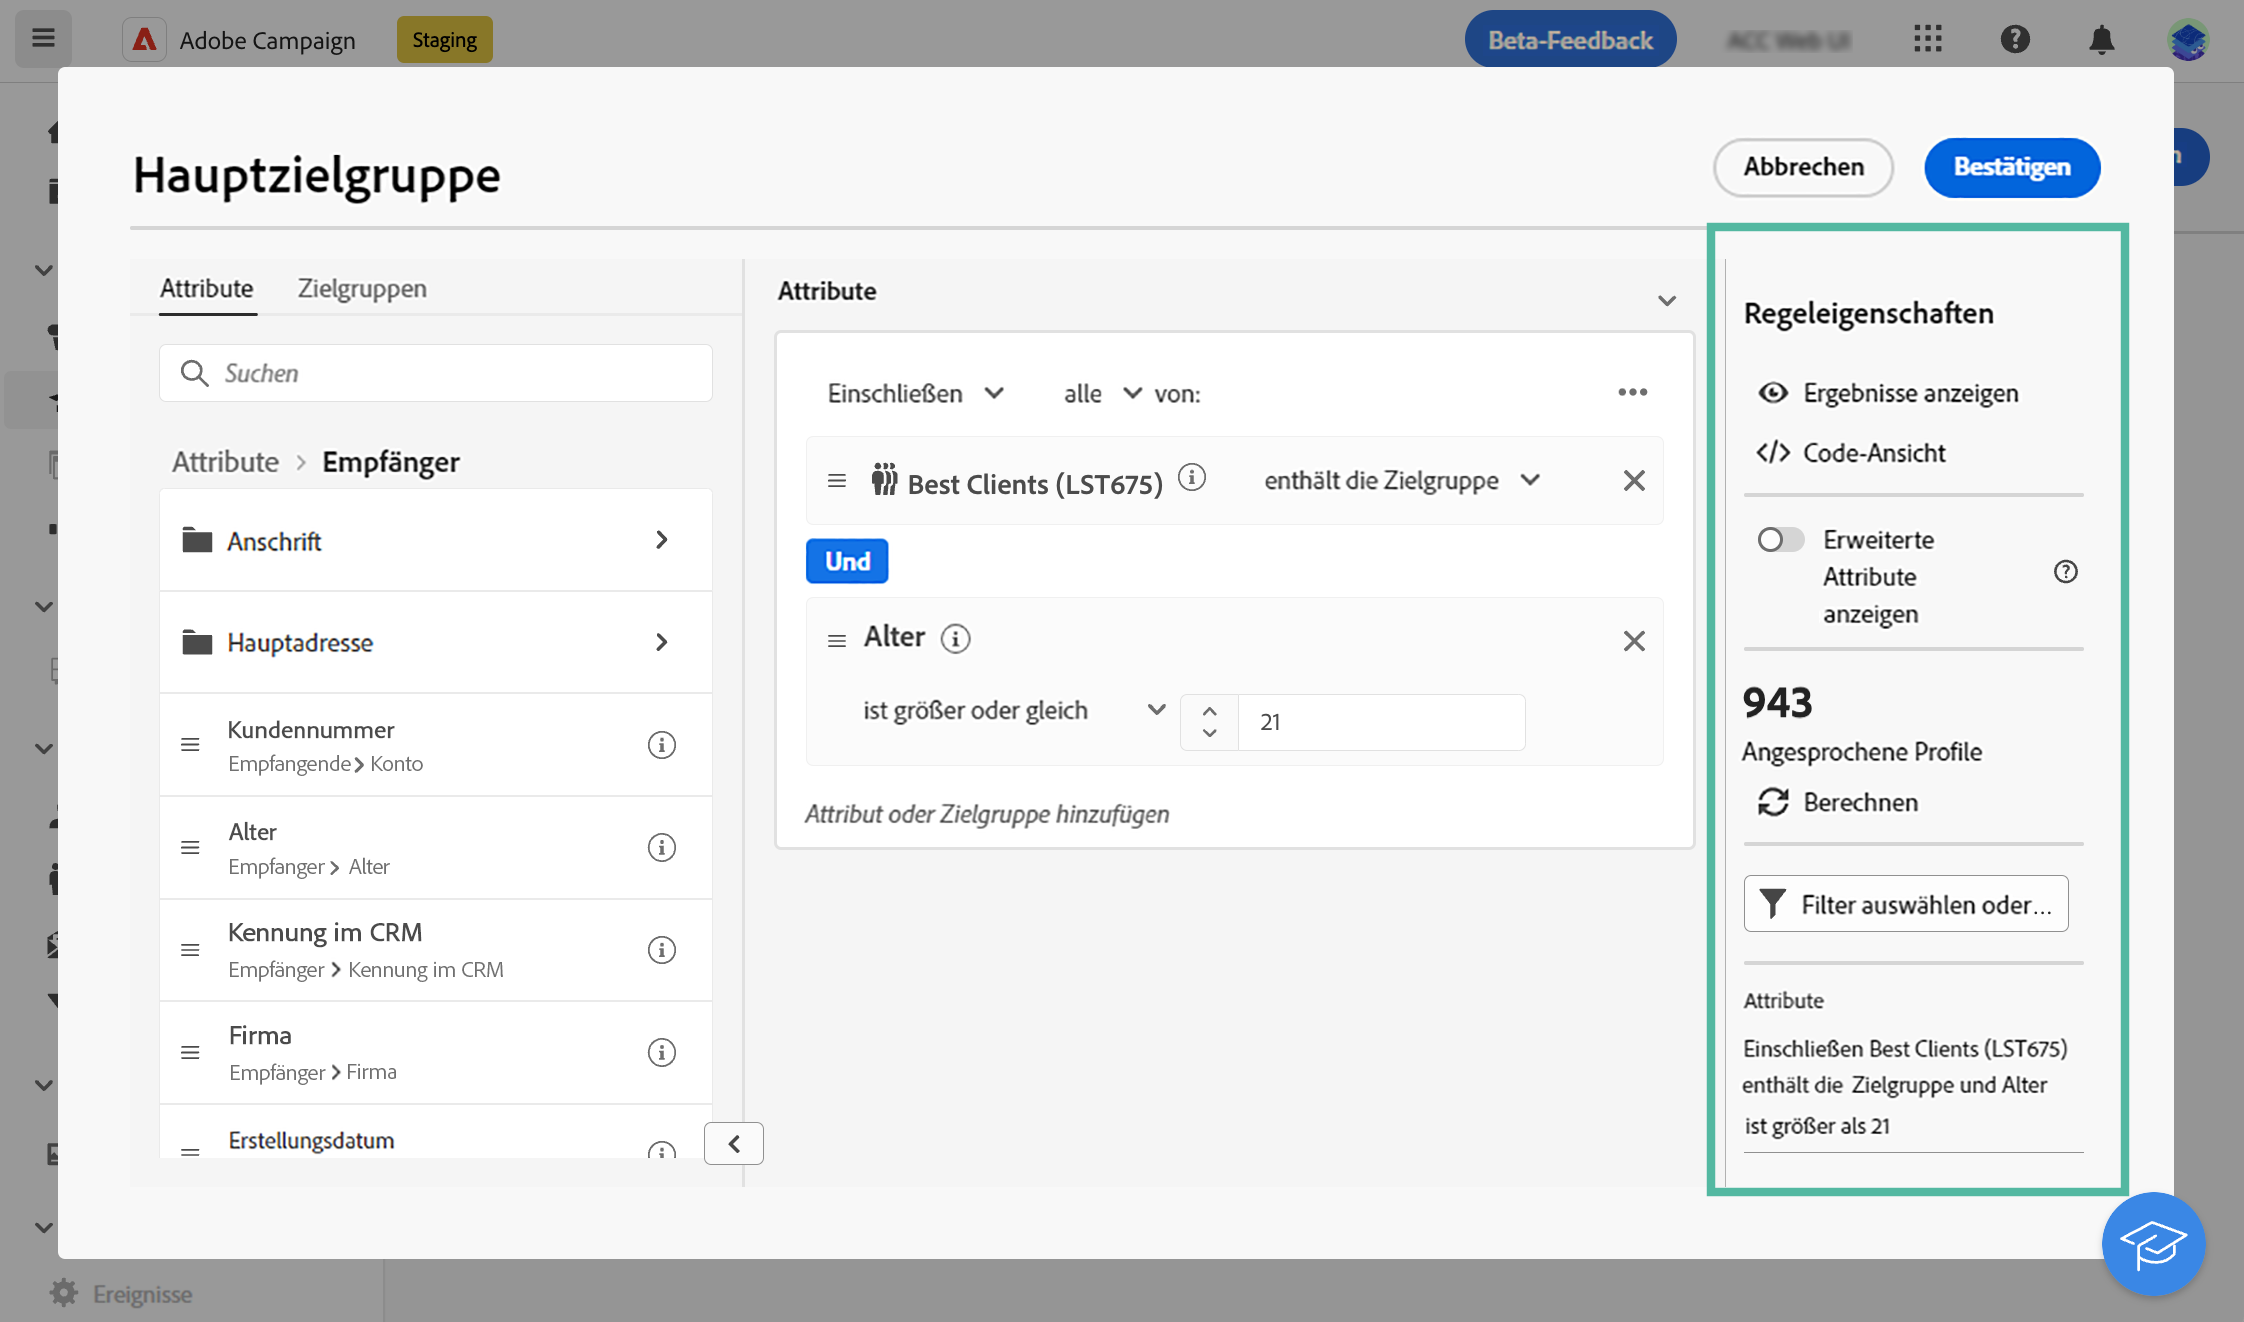 Adobe Campaign
Staging
Beta-Feedback
Hauptzielgruppe
Abbrechen
Bestätigen
Attribute
Zielgruppen
Suchen
Attribute
Empfänger
Anschrift
Hauptadresse
Kundennummer
Empfangende > Konto
Alter
Empfanger > Alter
Kennung im CRM
Empfänger > Kennung im CRM
Firma
Empfänger > Firma
Erstellungsdatum
Attribute
Einschließen
alle
von:
Best Clients (LST675)
enthält die Zielgruppe
Und
Alter
ist größer oder gleich
21
Attribut oder Zielgruppe hinzufügen
Regeleigenschaften
Ergebnisse anzeigen
Code-Ansicht
Erweiterte
Attribute
anzeigen
943
Angesprochene Profile
Berechnen
Filter auswählen oder...
Attribute
Einschließen Best Clients (LST675)
enthält die Zielgruppe und Alter
ist größer als 21
Ereignisse